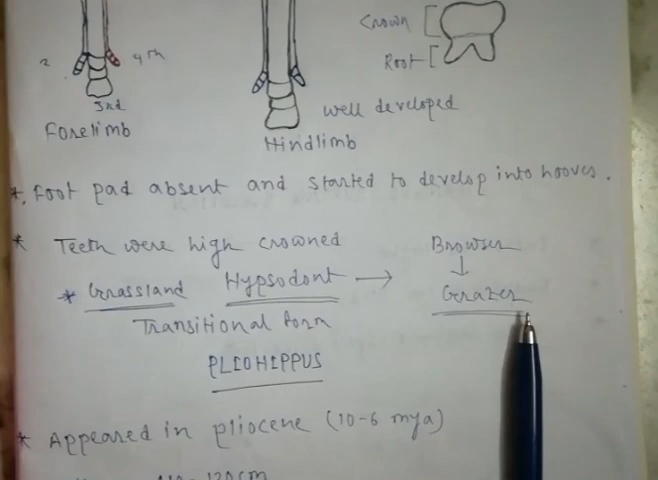 Crown
Root
2
4th
3rd
Forelimb
well developed
Hindlimb
* Foot pad absent and started to develop into hooves.
* Teeth were high crowned
Browser
↓
* Grassland Hypsodont → Grazer
Transitional form
PLIOHIPPUS
* Appeared in pliocene (10-6 mya)
120cm